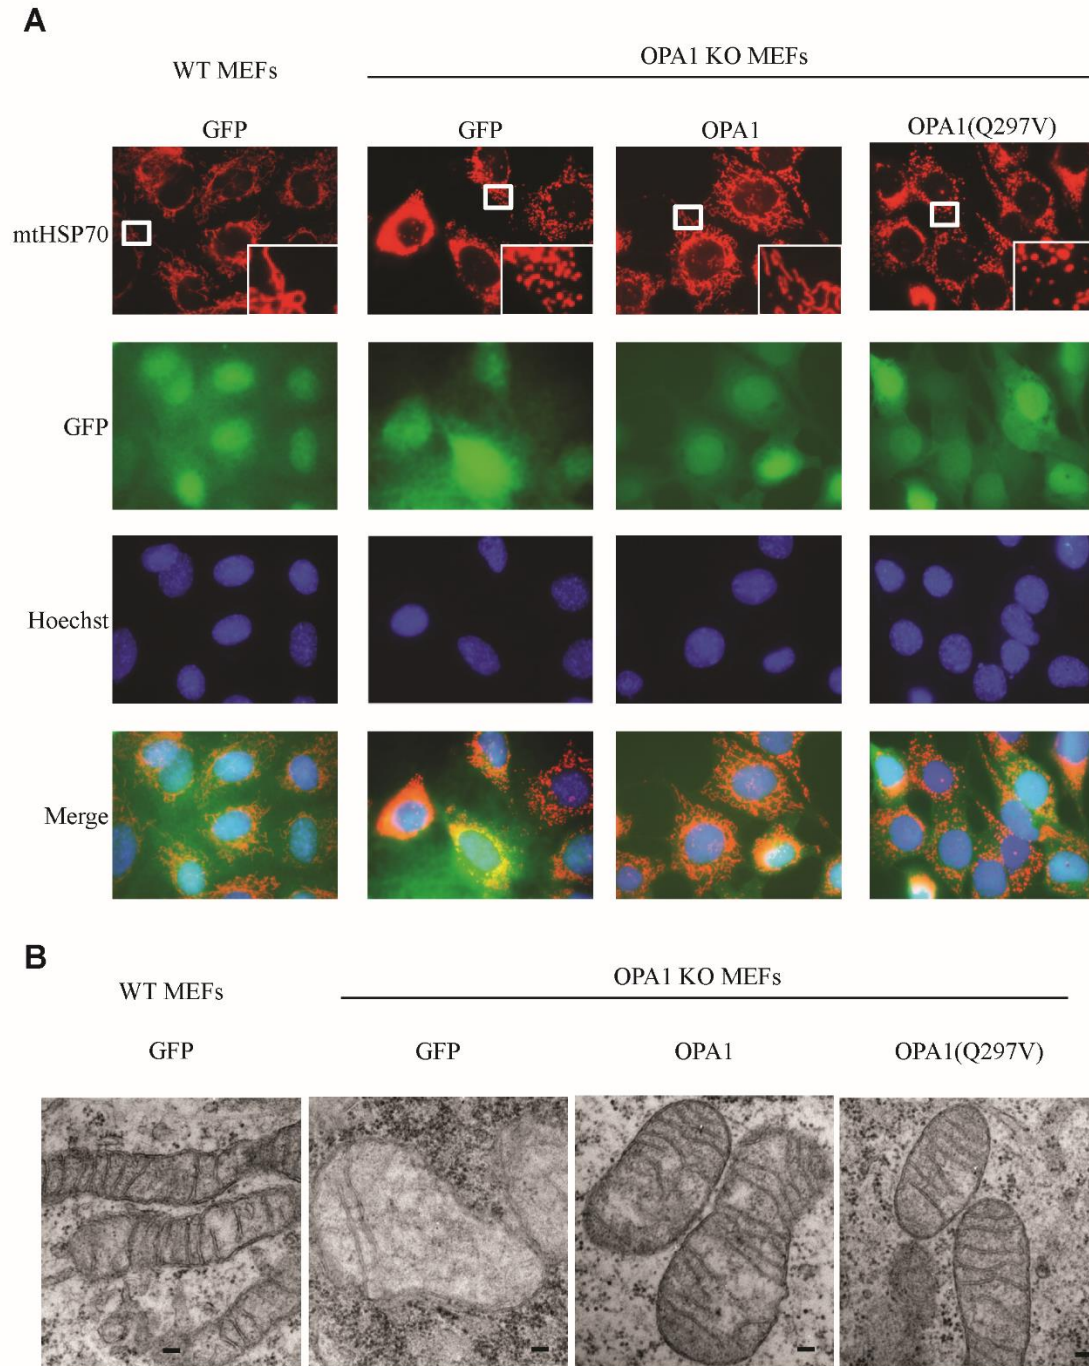 A
WT MEFs
OPA1 KO MEFs
GFP
GFP
OPA1
OPA1(Q297V)
mtHSP70
GFP
Hoechst
Merge
B
WT MEFs
OPA1 KO MEFs
GFP
GFP
OPA1
OPA1(Q297V)